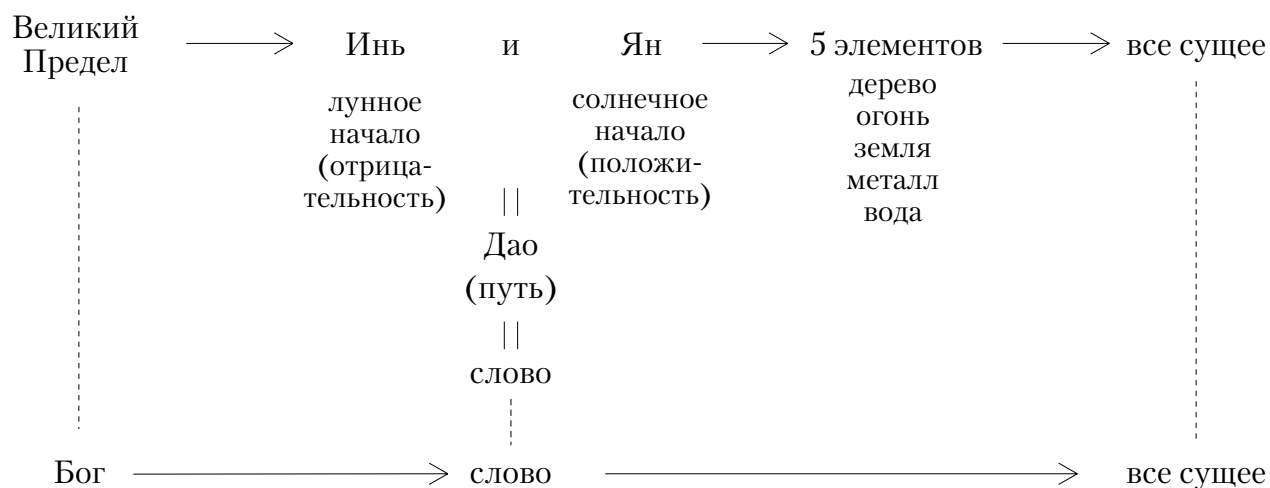 Великий
Предел
Инь и Ян 5 элементов все сущее
лунное
начало
(отрица-
тельность)
солнечное
начало
(положи-
тельность)
дерево
огонь
земля
металл
вода
Дао
(путь)
слово
Бог слово все сущее